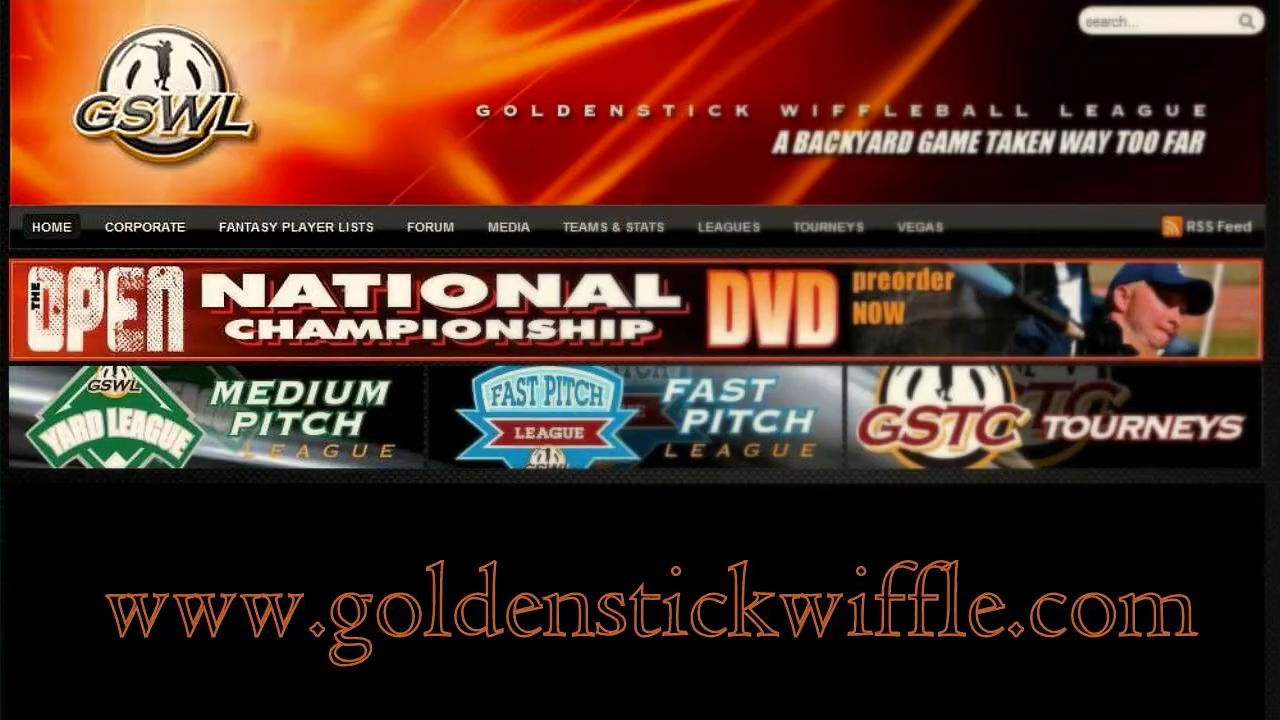 search...
GSWL
GOLDENSTICK WIFFLEBALL LEAGUE
A BACKYARD GAME TAKEN WAY TOO FAR
HOME CORPORATE FANTASY PLAYER LISTS FORUM MEDIA TEAMS & STATS LEAGUES TOURNEYS VEGAS RSS Feed
THE OPEN NATIONAL CHAMPIONSHIP DVD preorder NOW
GSWL
YARD LEAGUE
MEDIUM
PITCH
LEAGUE
FAST PITCH
LEAGUE
FAST
PITCH
LEAGUE
GSTC TOURNEYS
www.goldenstickwiffle.com